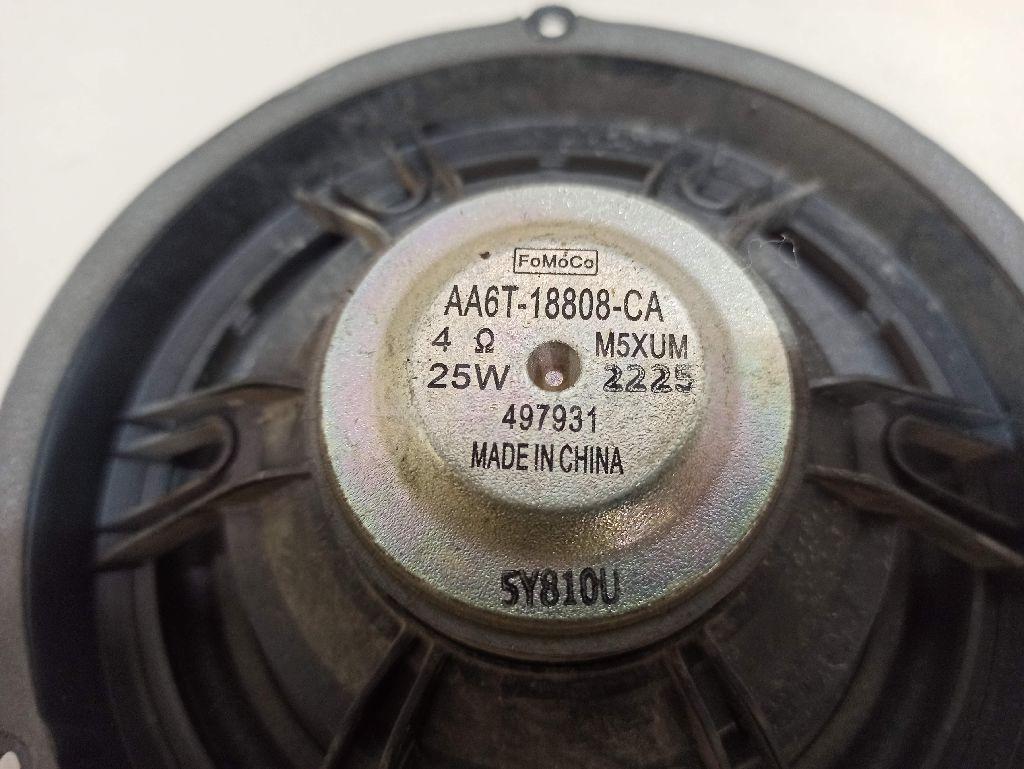 FoMoCo
AA6T-18808-CA
4 Ω M5XUM
25W 2225
497931
MADE IN CHINA
5Y810U